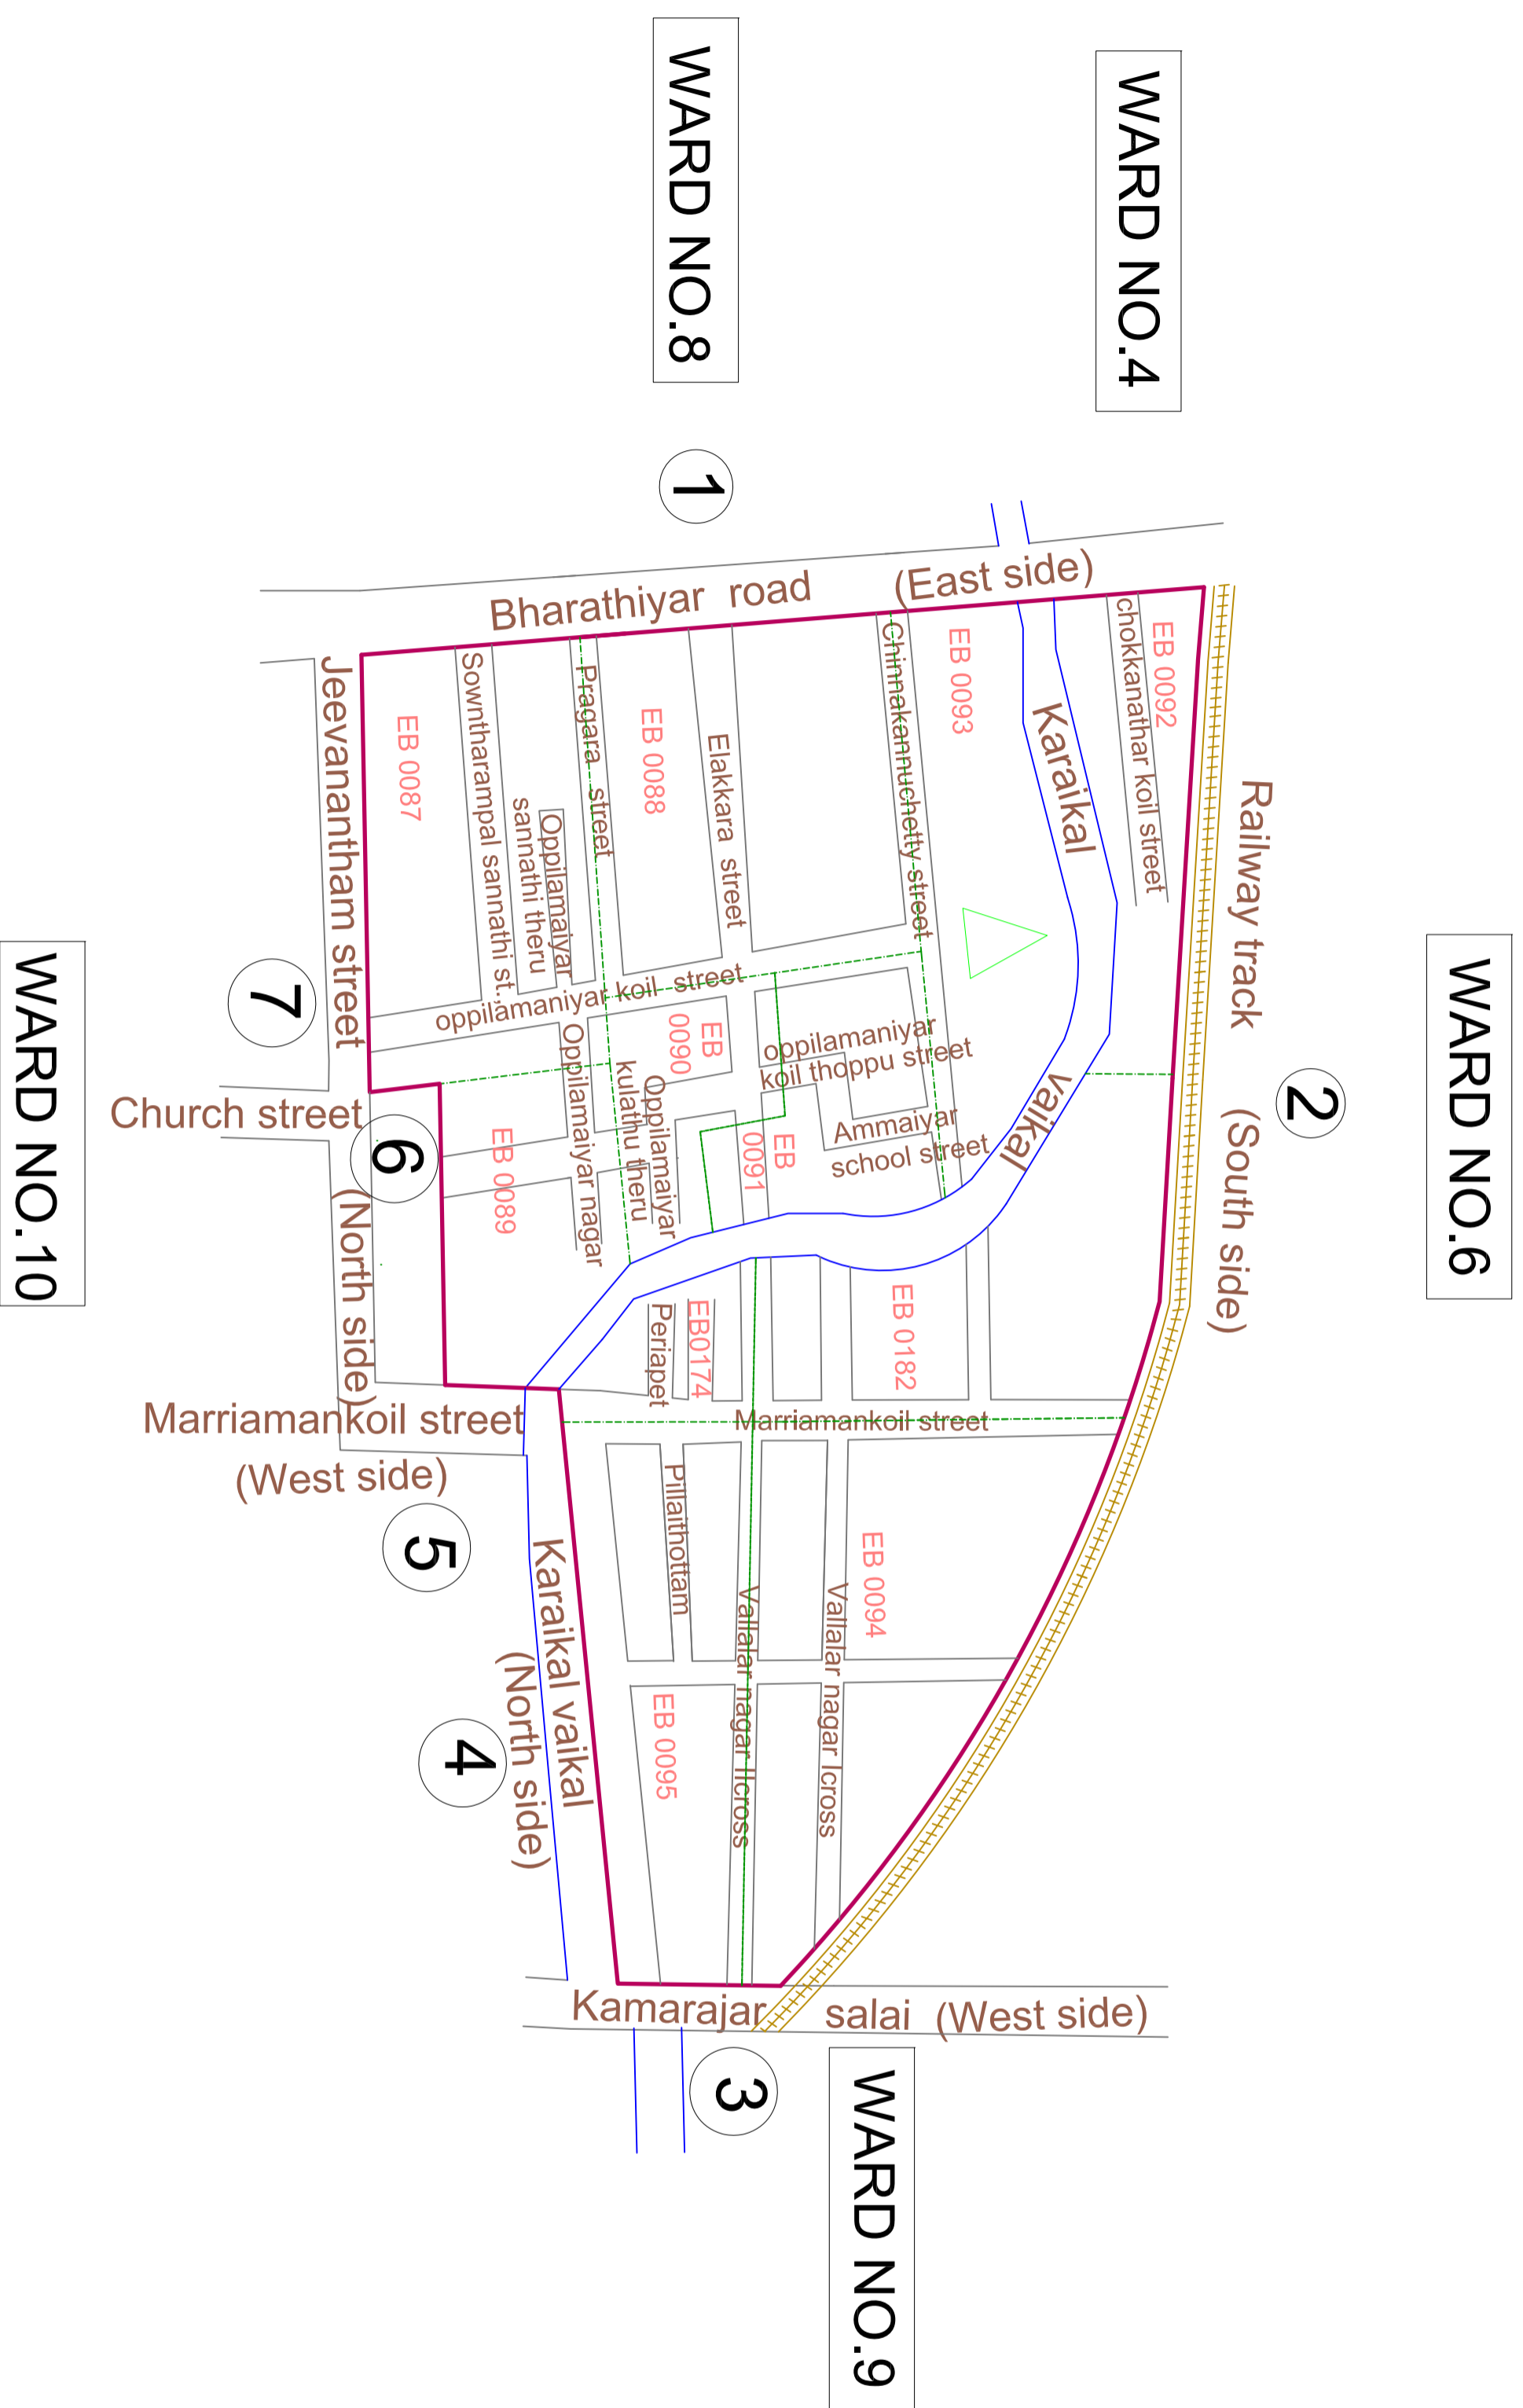 WARD NO.6
WARD NO.4
WARD NO.8
WARD NO.10
WARD NO.9
1
2
3
4
5
6
7
Railway track (South side)
Bharathiyar road (East side)
Jeevanantham street (North side)
Church street
Marriamankoil street
(West side)
Karaikal vaikal
(North side)
Kamarajar salai (West side)
EB 0092
chokkanathar koil street
Karaikal vaikal
EB 0093
Chinnakannuchetty street
Elakkara street
EB 0088
Pragara street
Oppilamaiyar
sannathi theru
Sowntharampal sannathi st.
EB 0087
oppilamaniyar koil street
oppilamaniyar
koil thoppu street
Ammaiyar
school street
EB
0090
EB
0091
Oppilamaiyar
kulathu theru
Oppilamaiyar nagar
EB 0089
EB 0182
EB0174
Periapet
Marriamankoil street
EB 0094
Vallalar nagar Icross
Vallalar nagar IIcross
Pillaithottam
EB 0095